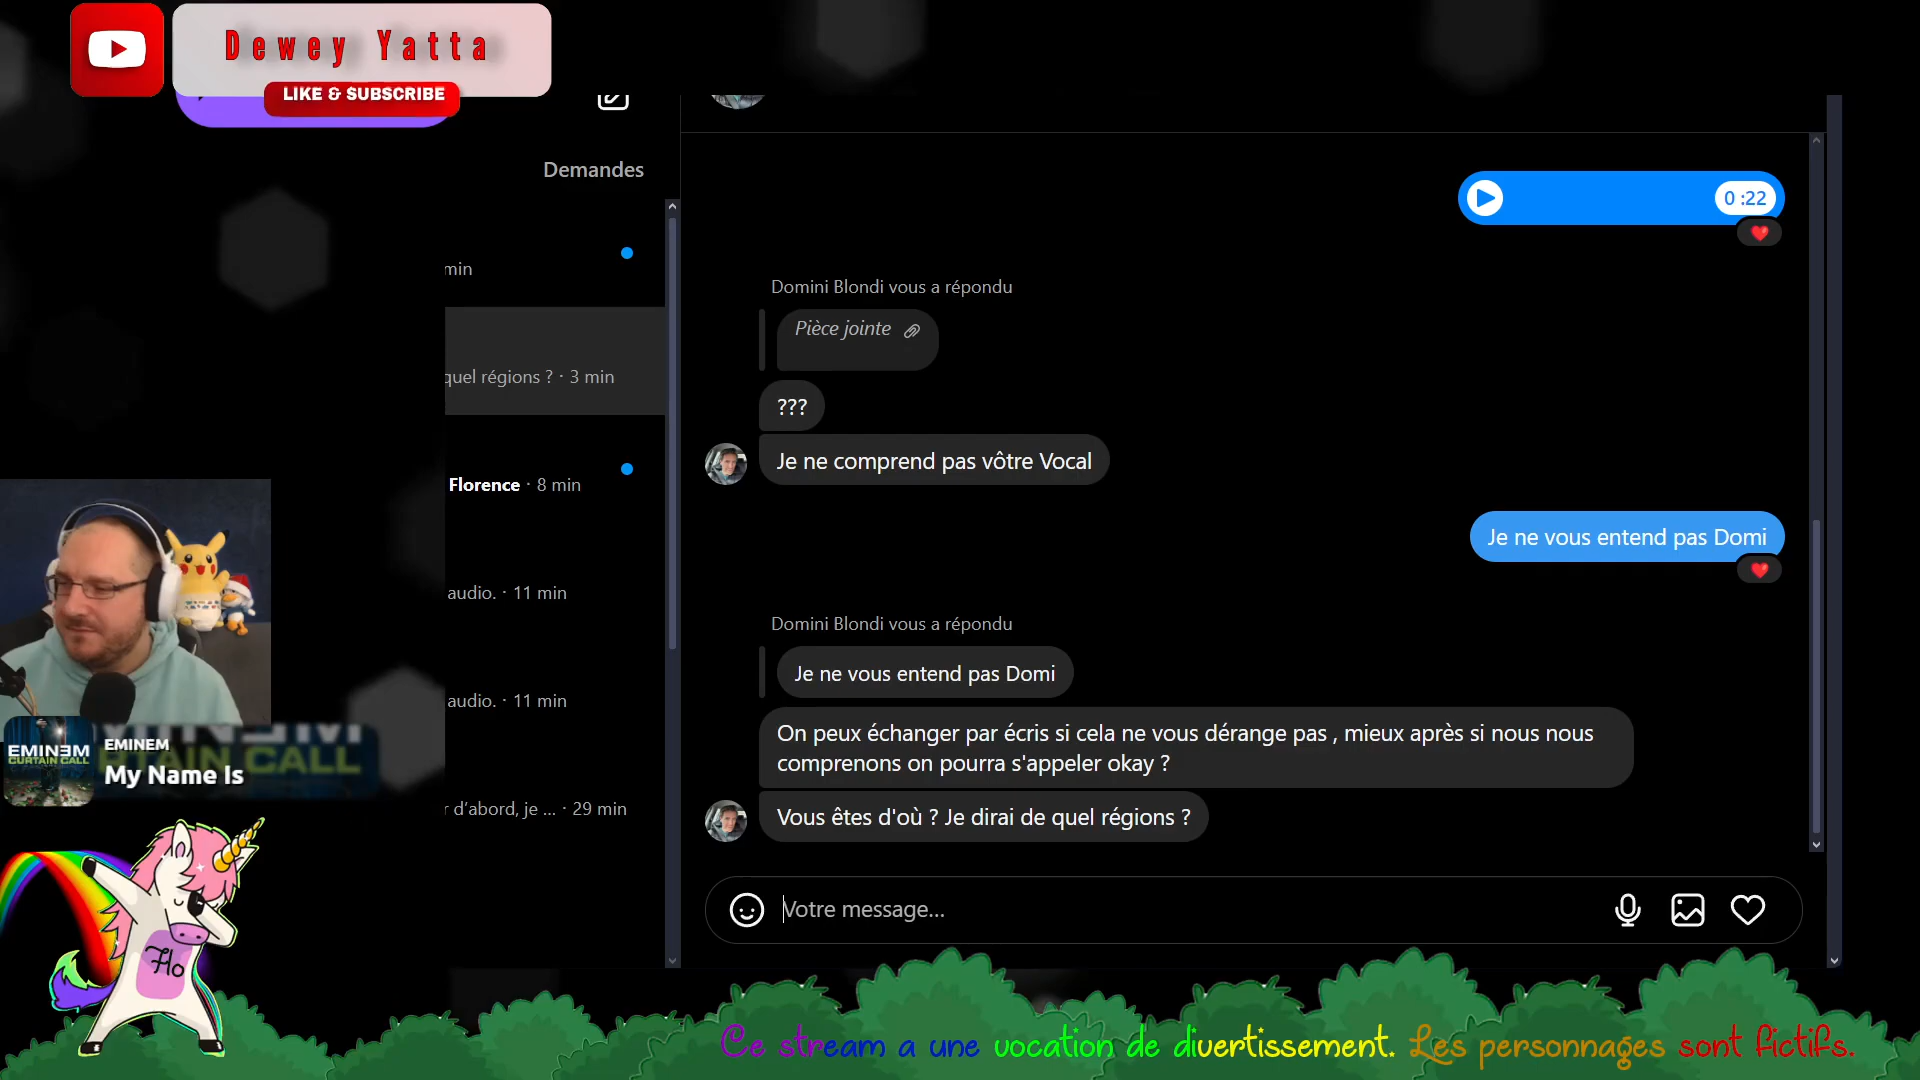 Dewey Yatta
LIKE & SUBSCRIBE
Demandes
min
quel régions ? · 3 min
Florence · 8 min
audio. · 11 min
audio. · 11 min
r d'abord, je ... · 29 min
0 :22
Domini Blondi vous a répondu
Pièce jointe
???
Je ne comprend pas vôtre Vocal
Je ne vous entend pas Domi
Domini Blondi vous a répondu
Je ne vous entend pas Domi
On peux échanger par écris si cela ne vous dérange pas , mieux après si nous nous
comprenons on pourra s'appeler okay ?
Vous êtes d'où ? Je dirai de quel régions ?
Votre message...
EMINEM
CURTAIN CALL
EMINEM
My Name Is
Flo
Ce stream a une vocation de divertissement. Les personnages sont fictifs.